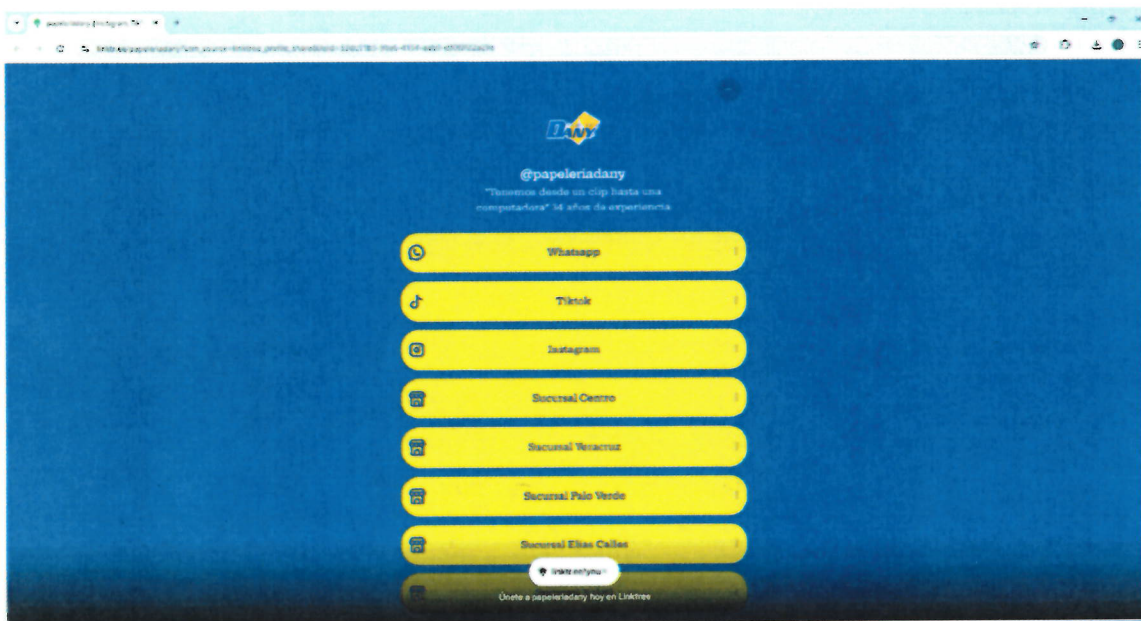 DANY
@papeleriadany
"Tenemos desde un clip hasta una
computadora" 14 años de experiencia
Whatsapp
Tiktok
Instagram
Sucursal Centro
Sucursal Veracruz
Sucursal Palo Verde
Sucursal Elias Calles
Únete a papeleriadany hoy en Linktree